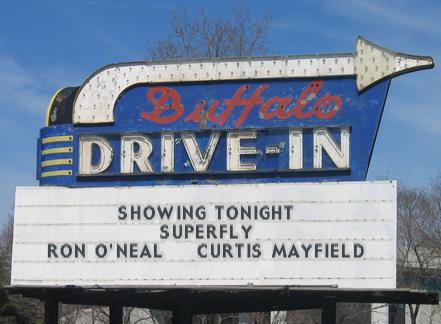 Buffalo
DRIVE-IN
SHOWING TONIGHT
SUPERFLY
RON O'NEAL CURTIS MAYFIELD